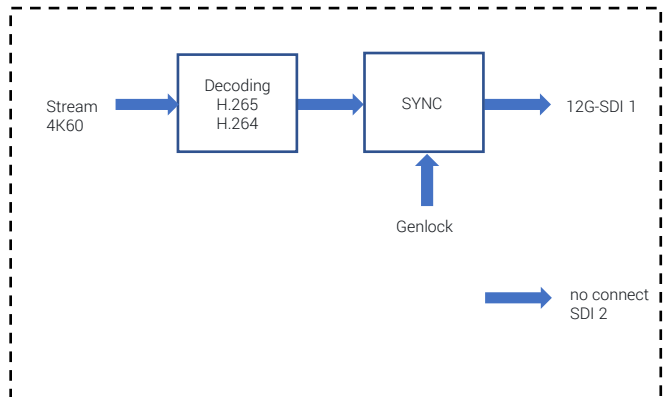 Stream
4K60
Decoding
H.265
H.264
SYNC
12G-SDI 1
Genlock
no connect
SDI 2